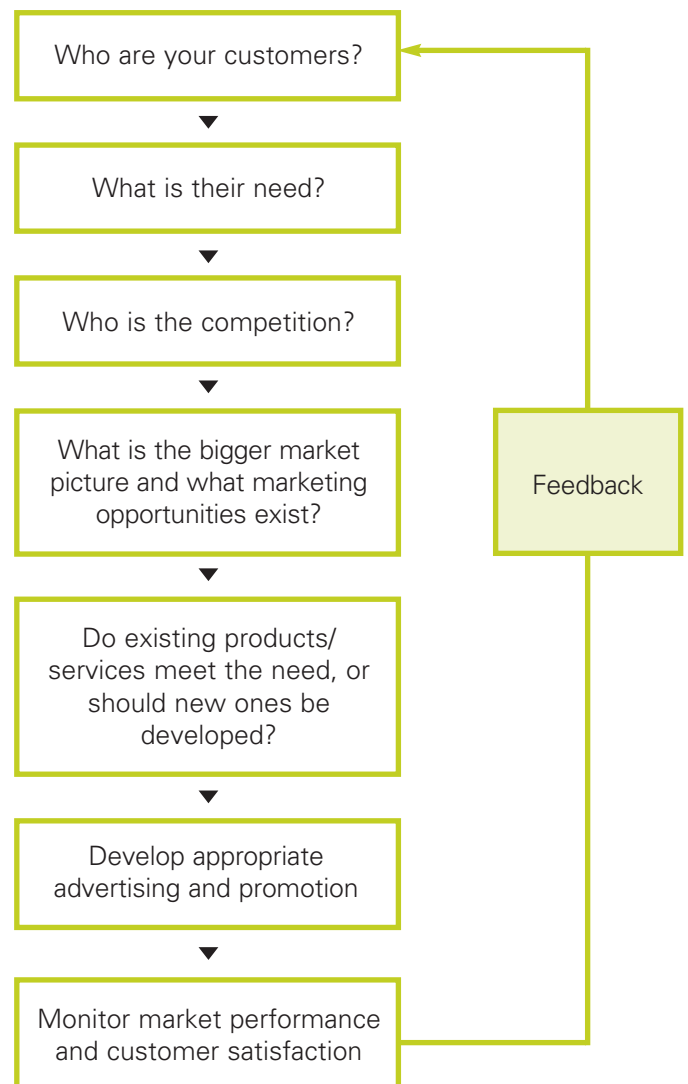 Who are your customers?
What is their need?
Who is the competition?
What is the bigger market
picture and what marketing
opportunities exist?
Feedback
Do existing products/
services meet the need, or
should new ones be
developed?
Develop appropriate
advertising and promotion
Monitor market performance
and customer satisfaction